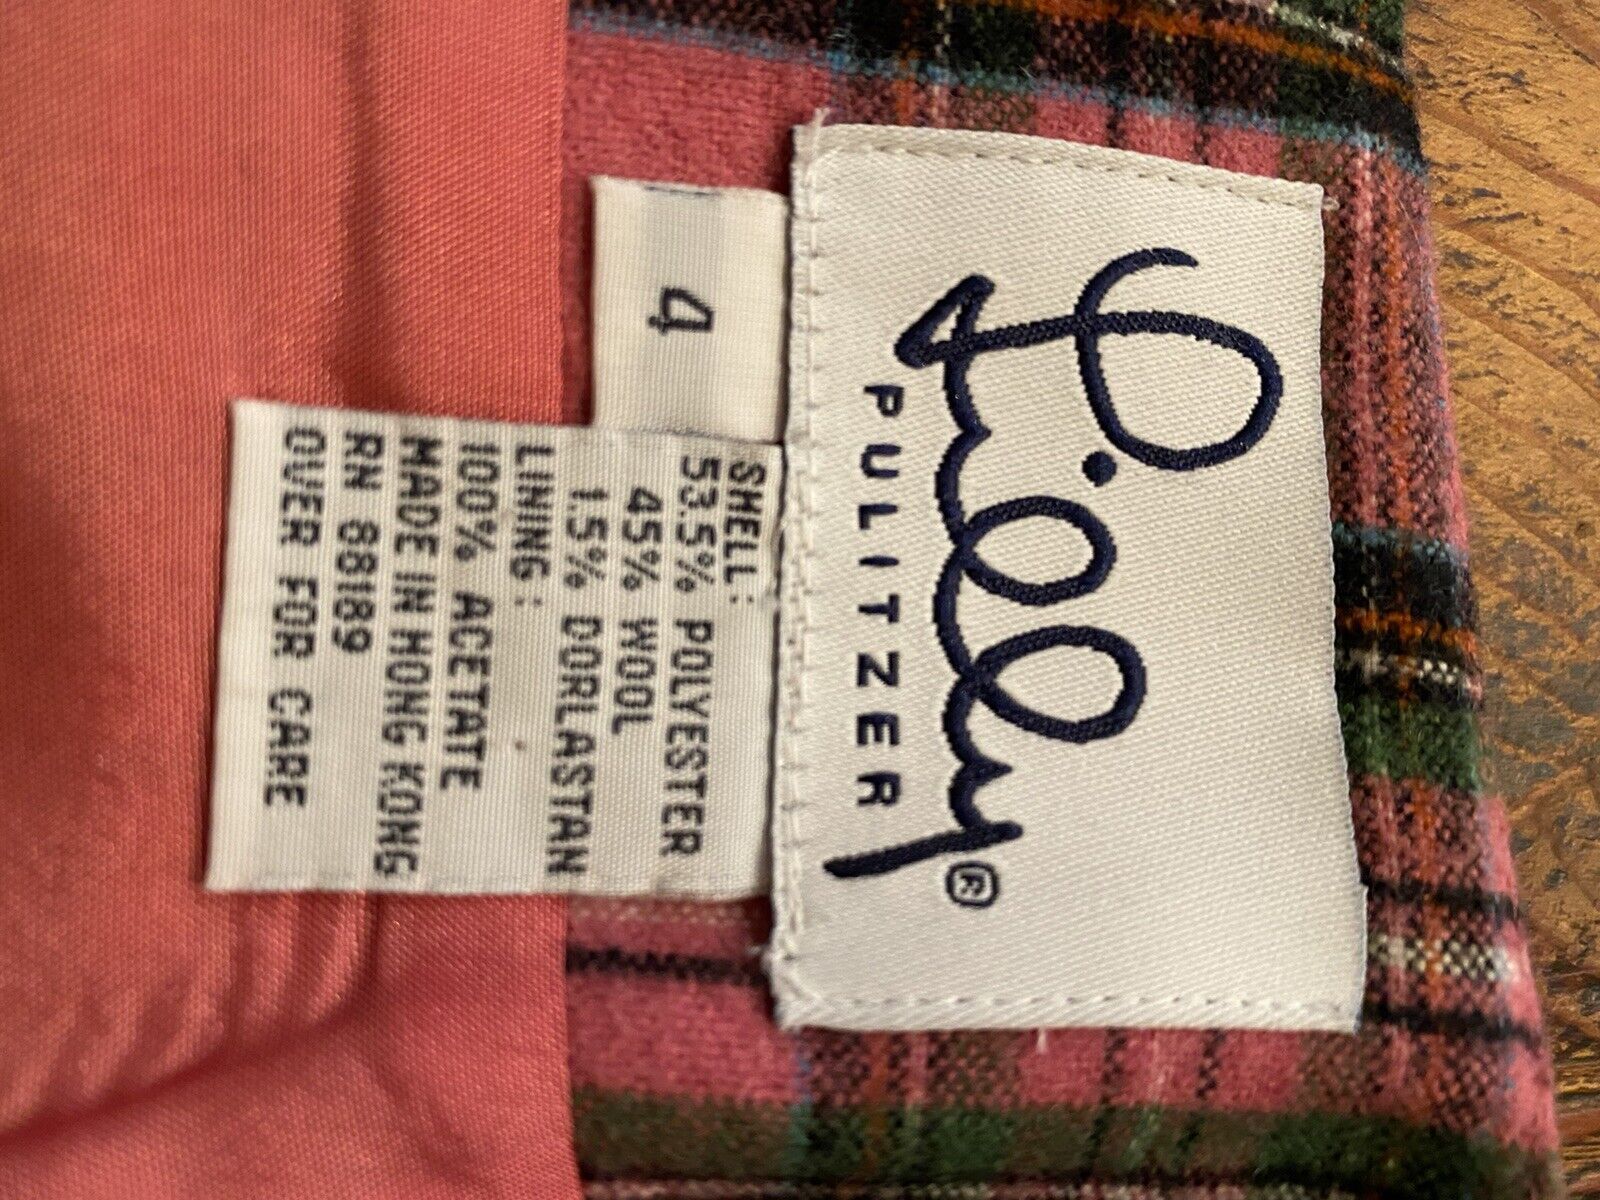 Lilly®
PULITZER
4
SHELL:
53.5% POLYESTER
45% WOOL
1.5% DORLASTAN
LINING:
100% ACETATE
MADE IN HONG KONG
RN 88189
OVER FOR CARE